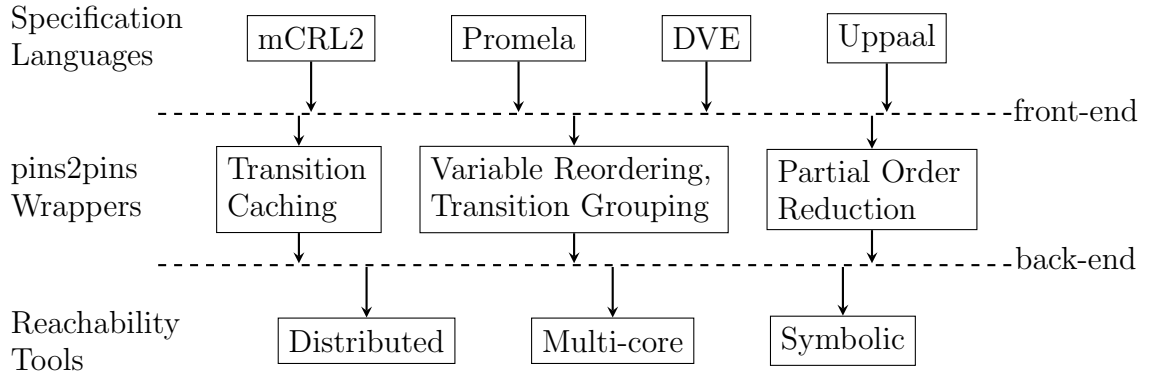 Specification
Languages
mCRL2
Promela
DVE
Uppaal
front-end
pins2pins
Wrappers
Transition
Caching
Variable Reordering,
Transition Grouping
Partial Order
Reduction
back-end
Reachability
Tools
Distributed
Multi-core
Symbolic